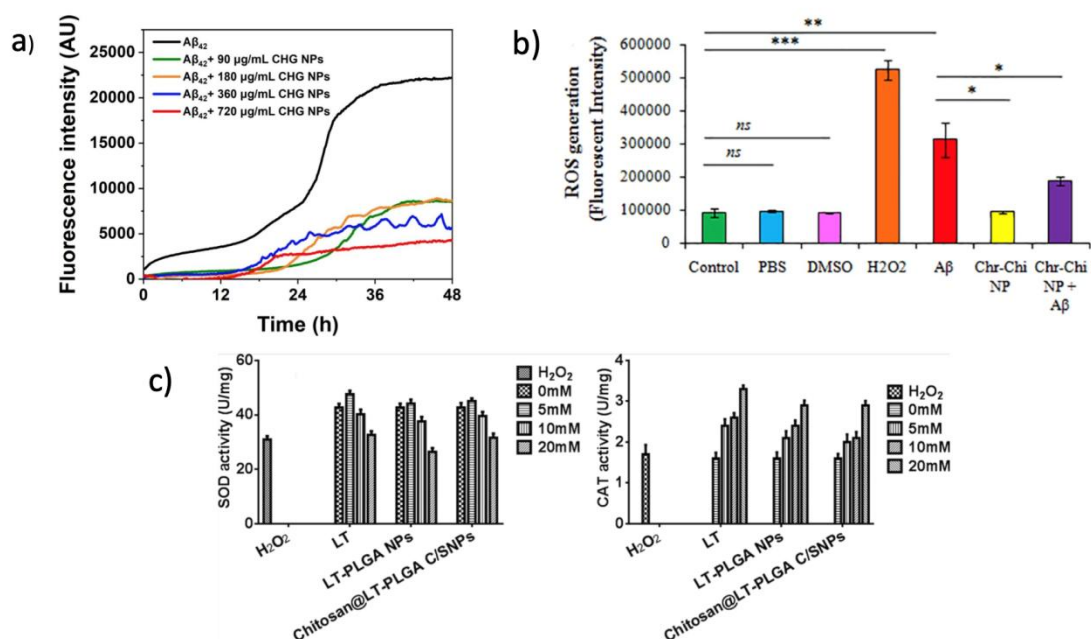 a)
Fluorescence intensity (AU)
25000
20000
15000
10000
5000
0
Aβ₄₂
Aβ₄₂+ 90 µg/mL CHG NPs
Aβ₄₂+ 180 µg/mL CHG NPs
Aβ₄₂+ 360 µg/mL CHG NPs
Aβ₄₂+ 720 µg/mL CHG NPs
0 12 24 36 48
Time (h)
b)
ROS generation
(Fluorescent Intensity)
600000
500000
400000
300000
200000
100000
0
**
***
*
*
ns
ns
Control PBS DMSO H2O2 Aβ Chr-Chi NP Chr-Chi NP + Aβ
c)
SOD activity (U/mg)
60
40
20
0
H₂O₂
0mM
5mM
10mM
20mM
H₂O₂
LT
LT-PLGA NPs
Chitosan@LT-PLGA C/SNPs
CAT activity (U/mg)
4
3
2
1
0
H₂O₂
0mM
5mM
10mM
20mM
H₂O₂
LT
LT-PLGA NPs
Chitosan@LT-PLGA C/SNPs